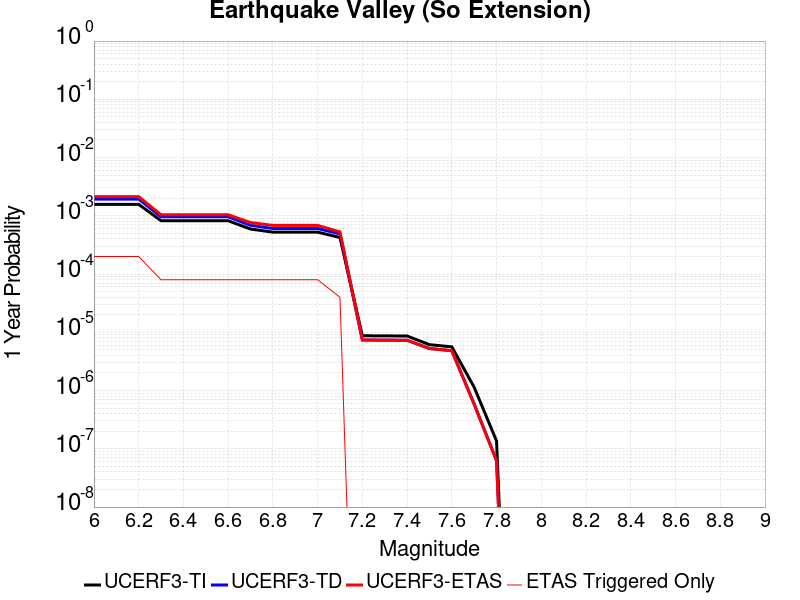 Earthquake Valley (So Extension)
10^0
10^-1
10^-2
10^-3
10^-4
10^-5
10^-6
10^-7
10^-8
1 Year Probability
6 6.2 6.4 6.6 6.8 7 7.2 7.4 7.6 7.8 8 8.2 8.4 8.6 8.8 9
Magnitude
UCERF3-TI UCERF3-TD UCERF3-ETAS ETAS Triggered Only